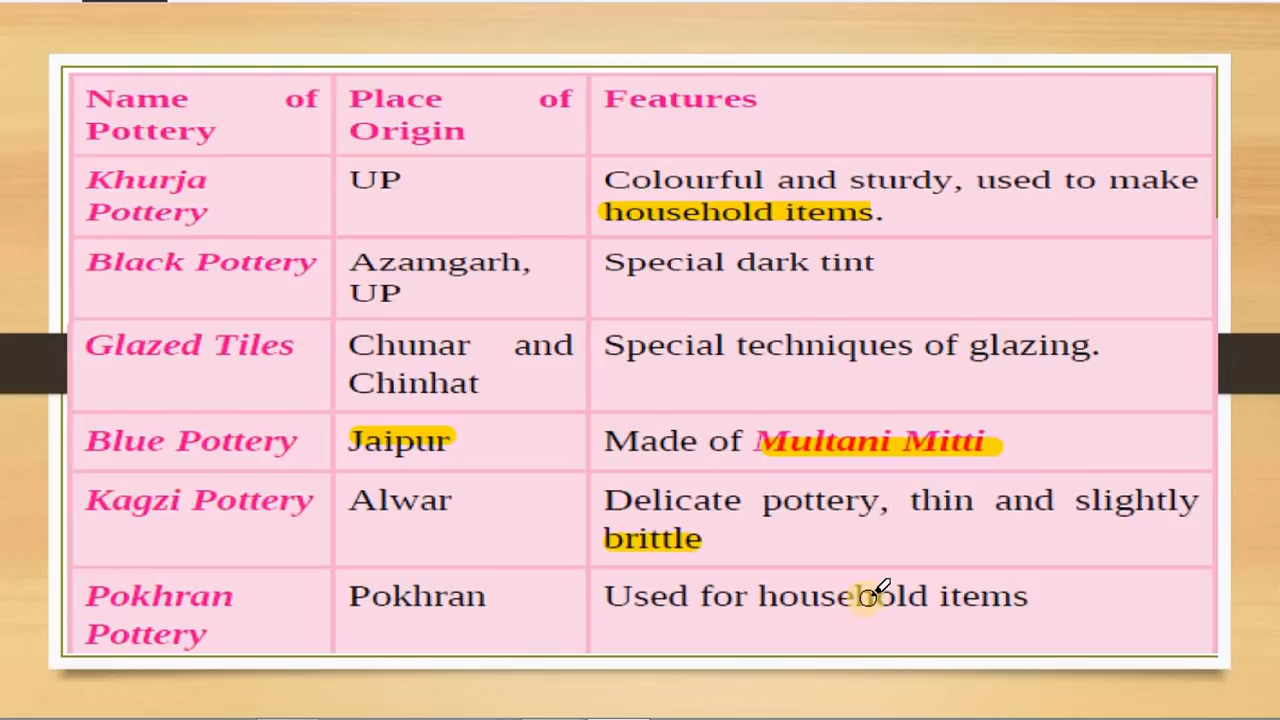 Name of Pottery
Place of Origin
Features
Khurja Pottery
UP
Colourful and sturdy, used to make
household items.
Black Pottery
Azamgarh,
UP
Special dark tint
Glazed Tiles
Chunar and
Chinhat
Special techniques of glazing.
Blue Pottery
Jaipur
Made of Multani Mitti
Kagzi Pottery
Alwar
Delicate pottery, thin and slightly
brittle
Pokhran
Pottery
Pokhran
Used for household items